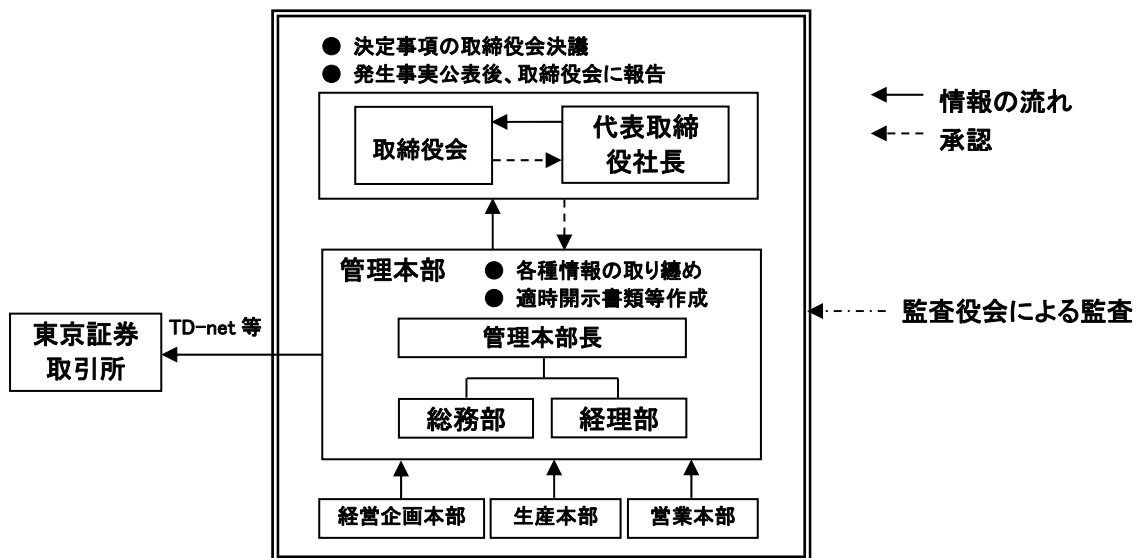 ● 決定事項の取締役会決議
● 発生事実公表後、取締役会に報告
取締役会
代表取締
役社長
情報の流れ
承認
管理本部
● 各種情報の取り纏め
● 適時開示書類等作成
管理本部長
総務部
経理部
東京証券
取引所
TD-net 等
監査役会による監査
経営企画本部
生産本部
営業本部